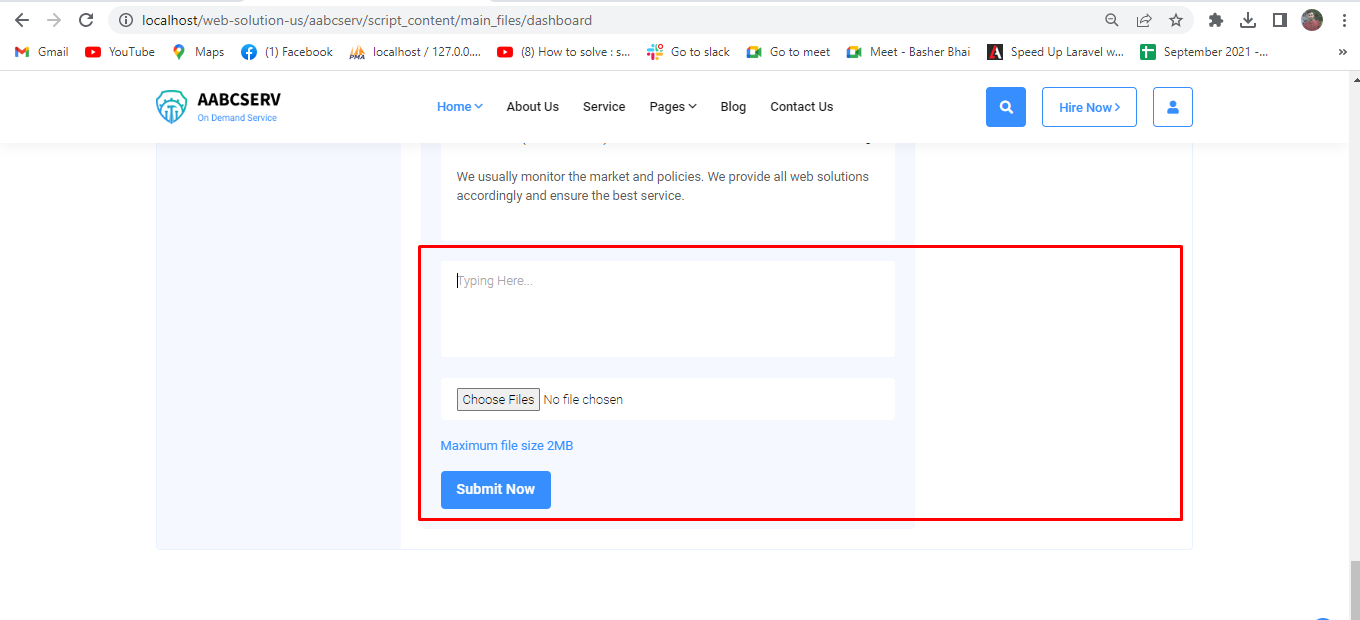 localhost/web-solution-us/aabcserv/script_content/main_files/dashboard
Gmail YouTube Maps (1) Facebook localhost / 127.0.0.... (8) How to solve : s... Go to slack Go to meet Meet - Basher Bhai Speed Up Laravel w... September 2021 -... »
AABCSERV
On Demand Service
Home About Us Service Pages Blog Contact Us Hire Now
We usually monitor the market and policies. We provide all web solutions
accordingly and ensure the best service.
Typing Here...
Choose Files No file chosen
Maximum file size 2MB
Submit Now